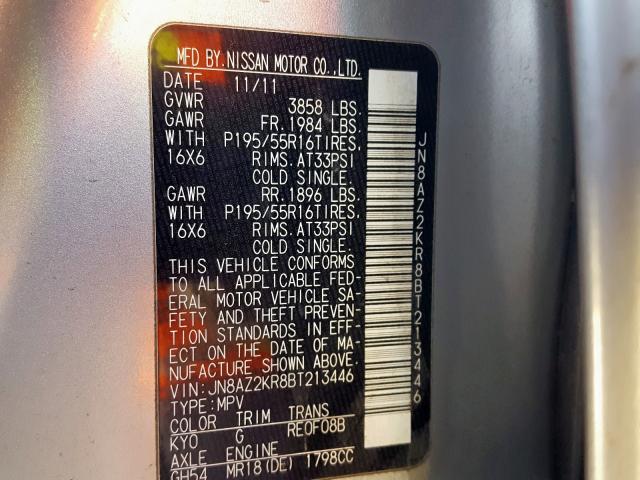 MFD BY.NISSAN MOTOR CO.,LTD.
DATE 11/11
GVWR 3858 LBS.
GAWR FR.1984 LBS.
WITH P195/55R16TIRES.
16X6 RIMS.AT33PSI
COLD SINGLE.
GAWR RR.1896 LBS.
WITH P195/55R16TIRES.
16X6 RIMS.AT33PSI
COLD SINGLE.
THIS VEHICLE CONFORMS
TO ALL APPLICABLE FED-
ERAL MOTOR VEHICLE SA-
FETY AND THEFT PREVEN-
TION STANDARDS IN EFF-
ECT ON THE DATE OF MA-
NUFACTURE SHOWN ABOVE.
VIN:JN8AZ2KR8BT213446
TYPE:MPV
COLOR TRIM TRANS
KYO G RE0F08B
AXLE ENGINE
GH54 MR18(DE) 1798CC
JN8AZ2KR8BT213446